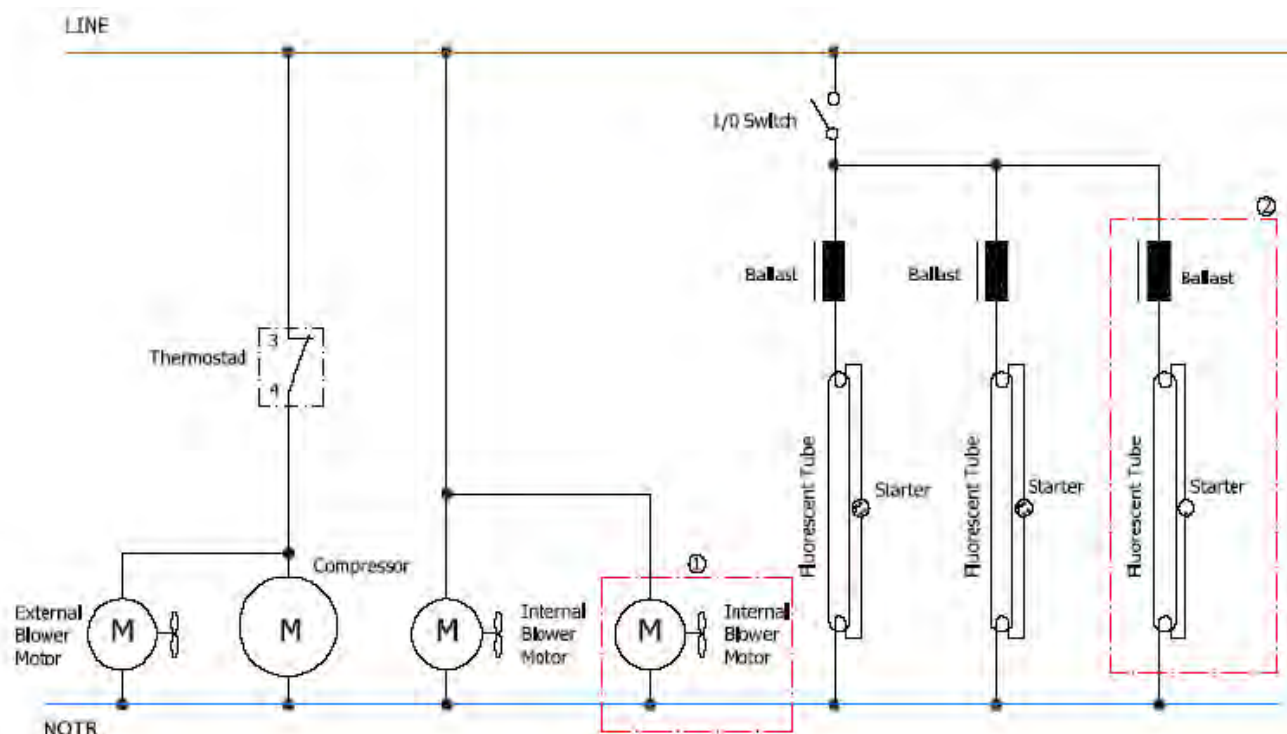 LINE
1/0 Switch
2
Ballast
Ballast
Ballast
3
Thermostad
4
Fluorescent Tube
Starter
Fluorescent Tube
Starter
Fluorescent Tube
Starter
1
Compressor
External
Blower
Motor
M
M
M
Internal
Blower
Motor
M
Internal
Blower
Motor
NOTR